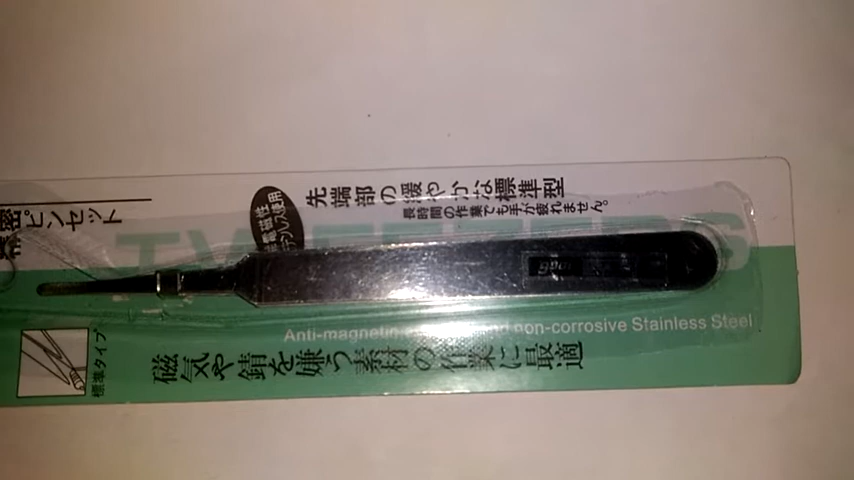 精密ピンセット
先端部の緩やかな標準型
長時間の作業でも手が疲れません。
TWEEZERS
Anti-magnetic and non-corrosive Stainless Steel
標準タイプ
磁気や錆を嫌う素材の作業に最適